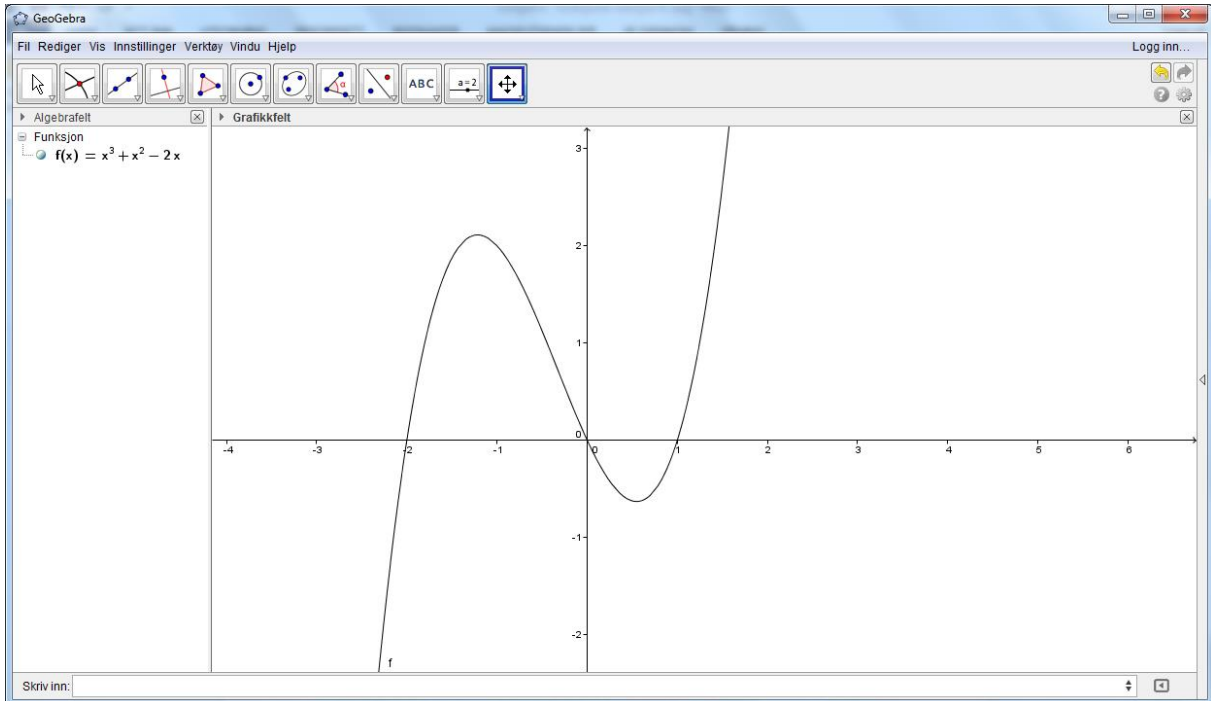 GeoGebra
Fil Rediger Vis Innstillinger Verktøy Vindu Hjelp Logg inn...
ABC a=2
Algebrafelt
Grafikkfelt
Funksjon
f(x) = x³ + x² − 2 x
3
2
1
0
-4 -3 -2 -1 0 1 2 3 4 5 6
-1
-2
f
Skriv inn: